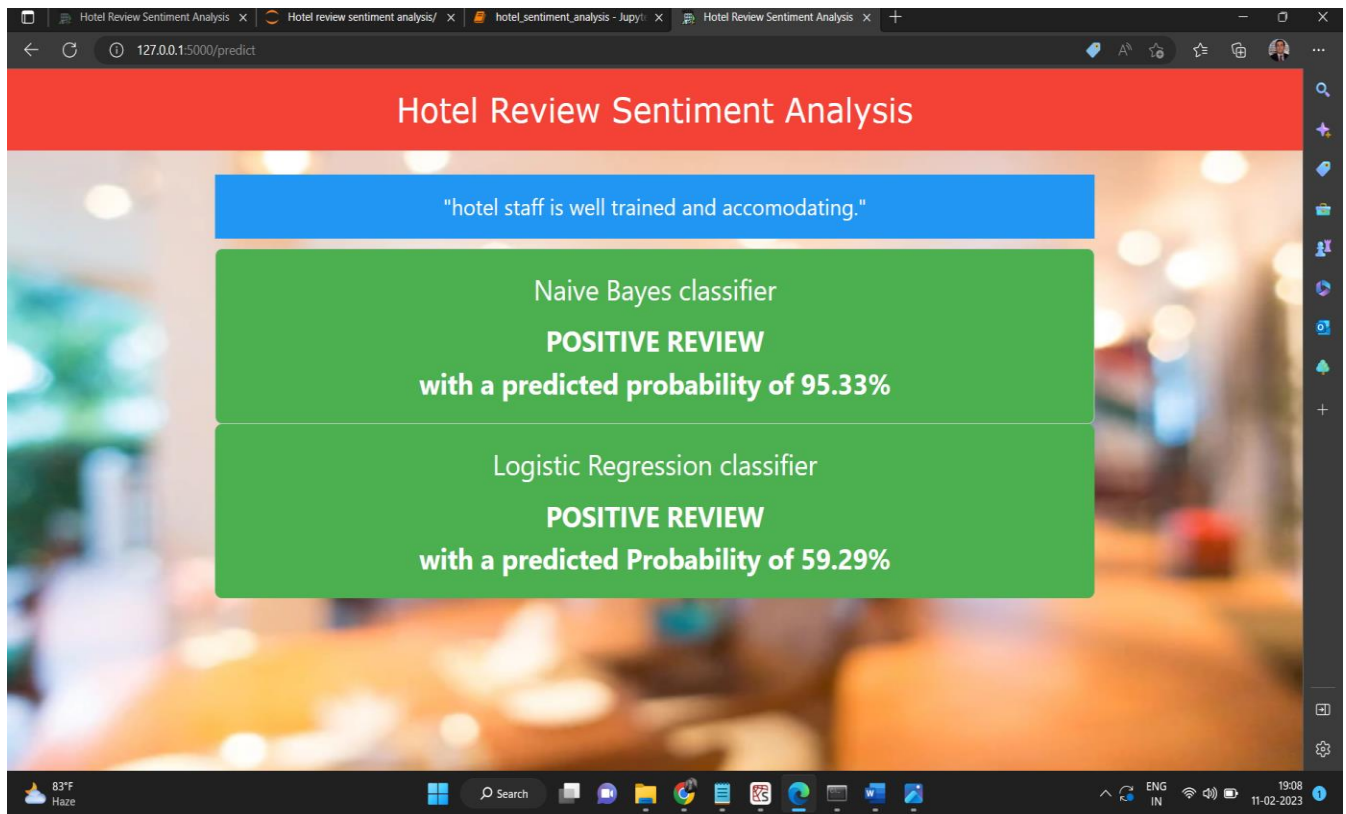 Hotel Review Sentiment Analysis
Hotel review sentiment analysis/
hotel_sentiment_analysis - Jupyt
Hotel Review Sentiment Analysis
127.0.0.1:5000/predict
Hotel Review Sentiment Analysis
"hotel staff is well trained and accomodating."
Naive Bayes classifier
POSITIVE REVIEW
with a predicted probability of 95.33%
Logistic Regression classifier
POSITIVE REVIEW
with a predicted Probability of 59.29%
83°F
Haze
Search
ENG
IN
19:08
11-02-2023
1